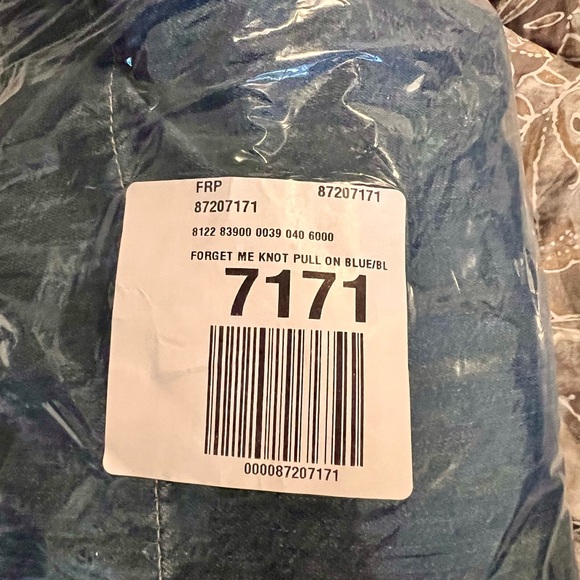 FRP 87207171
87207171
8122 83900 0039 040 6000
FORGET ME KNOT PULL ON BLUE/BL
7171
000087207171